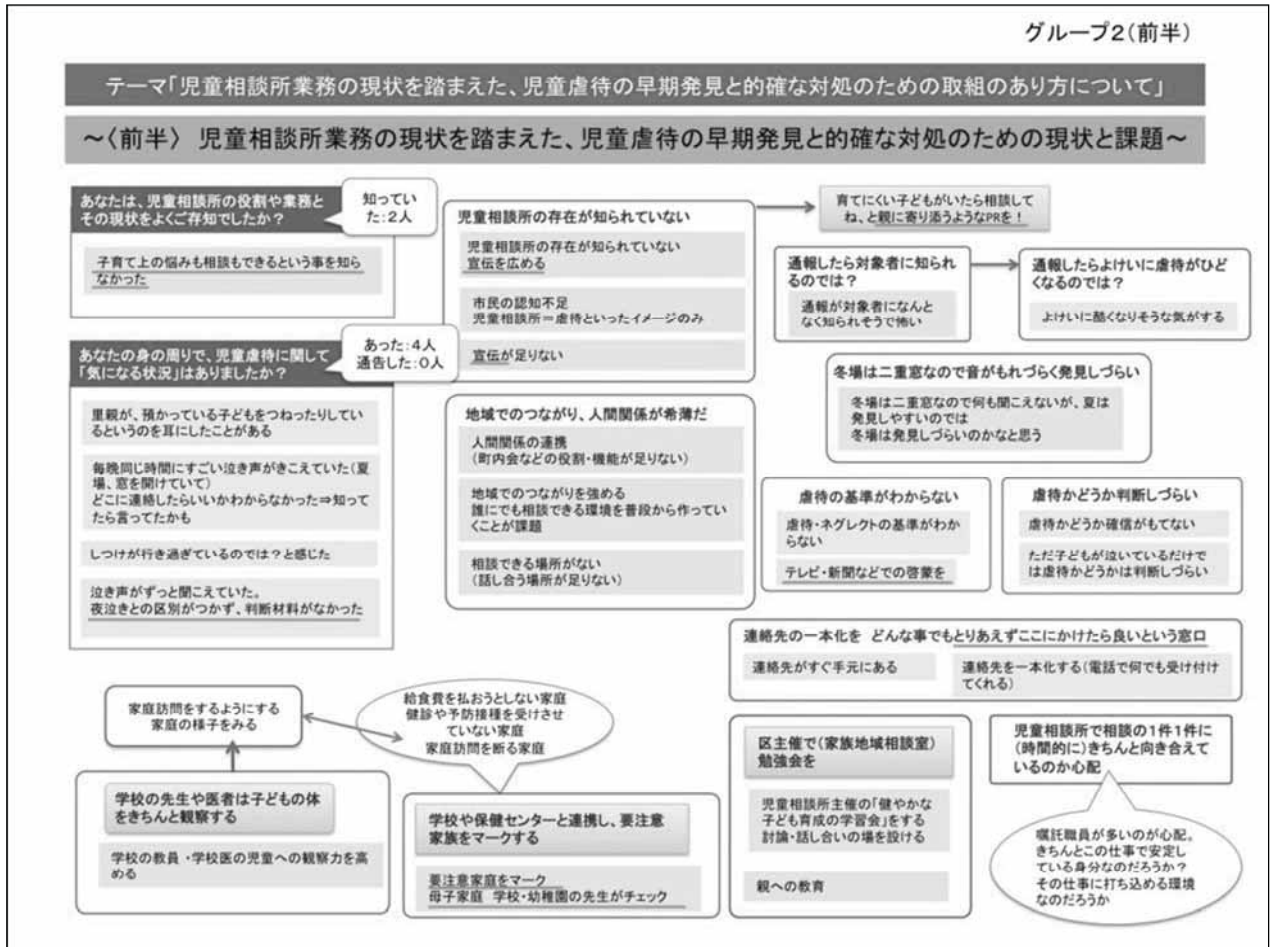 グループ2(前半)
テーマ「児童相談所業務の現状を踏まえた、児童虐待の早期発見と的確な対処のための取組のあり方について」
～〈前半〉 児童相談所業務の現状を踏まえた、児童虐待の早期発見と的確な対処のための現状と課題～
あなたは、児童相談所の役割や業務と
その現状をよくご存知でしたか？
知ってい
た：2人
子育て上の悩みも相談もできるという事を知ら
なかった
あなたの身の周りで、児童虐待に関して
「気になる状況」はありましたか？
あった：4人
通告した：0人
里親が、預かっている子どもをつねったりしてい
るというのを耳にしたことがある
毎晩同じ時間にすごい泣き声がきこえていた（夏
場、窓を開けていて）
どこに連絡したらいいかわからなかった⇒知って
たら言ってたかも
しつけが行き過ぎているのでは？と感じた
泣き声がずっと聞こえていた。
夜泣きとの区別がつかず、判断材料がなかった
児童相談所の存在が知られていない
児童相談所の存在が知られていない
宣伝を広める
市民の認知不足
児童相談所＝虐待といったイメージのみ
宣伝が足りない
育てにくい子どもがいたら相談して
ね、と親に寄り添うようなPRを！
通報したら対象者に知られ
るのでは？
通報が対象者になんと
なく知られそうで怖い
通報したらよけいに虐待がひど
くなるのでは？
よけいに酷くなりそうな気がする
冬場は二重窓なので音がもれづらく発見しづらい
冬場は二重窓なので何も聞こえないが、夏は
発見しやすいのでは
冬場は発見しづらいのかなと思う
地域でのつながり、人間関係が希薄だ
人間関係の連携
（町内会などの役割・機能が足りない）
地域でのつながりを強める
誰にでも相談できる環境を普段から作ってい
くことが課題
相談できる場所がない
（話し合う場所が足りない）
虐待の基準がわからない
虐待・ネグレクトの基準がわか
らない
テレビ・新聞などでの啓蒙を
虐待かどうか判断しづらい
虐待かどうか確信がもてない
ただ子どもが泣いているだけで
は虐待かどうかは判断しづらい
連絡先の一本化を どんな事でもとりあえずここにかけたら良いという窓口
連絡先がすぐ手元にある
連絡先を一本化する（電話で何でも受け付け
てくれる）
家庭訪問をするようにする
家庭の様子をみる
給食費を払おうとしない家庭
健診や予防接種を受けさせ
ていない家庭
家庭訪問を断る家庭
学校の先生や医者は子どもの体
をきちんと観察する
学校の教員・学校医の児童への観察力を高
める
学校や保健センターと連携し、要注意
家族をマークする
要注意家庭をマーク
母子家庭 学校・幼稚園の先生がチェック
区主催で（家族地域相談室）
勉強会を
児童相談所主催の「健やかな
子ども育成の学習会」をする
討論・話し合いの場を設ける
親への教育
児童相談所で相談の1件1件に
（時間的に）きちんと向き合えて
いるのか心配
嘱託職員が多いのが心配。
きちんとこの仕事で安定し
ている身分なのだろうか？
その仕事に打ち込める環境
なのだろうか